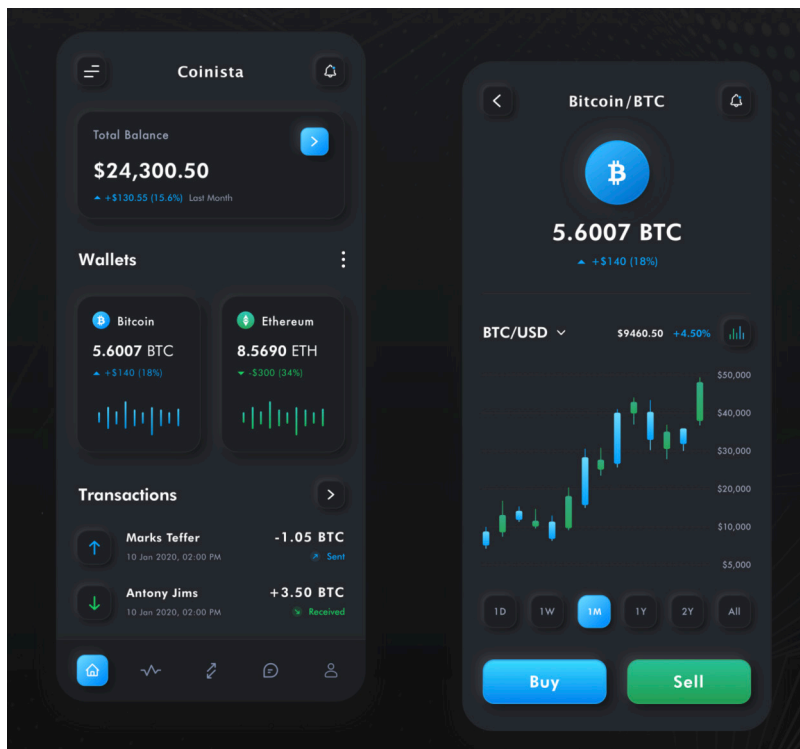 Coinista
Total Balance
$24,300.50
+$130.55 (15.6%) Last Month
Wallets
Bitcoin
5.6007 BTC
+$140 (18%)
Ethereum
8.5690 ETH
-$300 (34%)
Transactions
Marks Teffer
-1.05 BTC
10 Jan 2020, 02:00 PM
Sent
Antony Jims
+3.50 BTC
10 Jan 2020, 02:00 PM
Received
Bitcoin/BTC
5.6007 BTC
+$140 (18%)
BTC/USD
$9460.50 +4.50%
$50,000
$40,000
$30,000
$20,000
$10,000
$5,000
1D 1W 1M 1Y 2Y All
Buy Sell